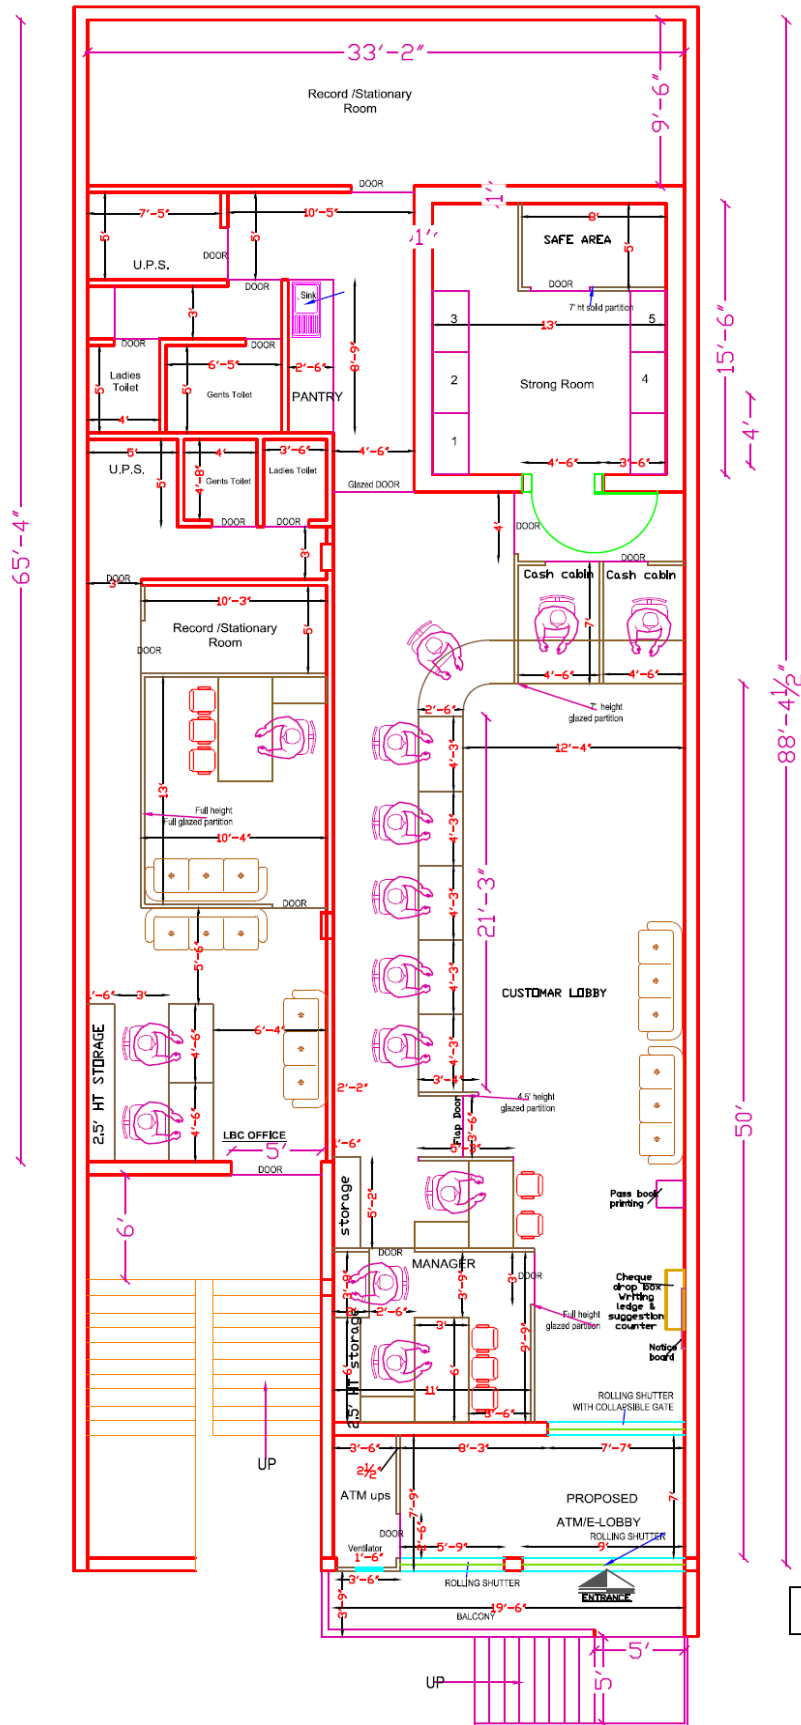 33'-2"
Record /Stationary
Room
9'-6"
DOOR
7'-5"
10'-5"
1'
1'
5'
5'
8'
SAFE AREA
5'
U.P.S.
DOOR
DOOR
DOOR
7' ht solid partition
Sink
3'
3
13'
5
15'-6"
8'-9"
DOOR
DOOR
6'-5"
2'-6"
Ladies
Toilet
5'
5'
Gents Toilet
PANTRY
2
Strong Room
4
4'
4'
1
5'
4'
3'-6"
4'-6"
4'-6"
3'-6"
U.P.S.
5'
4'-8"
Gents Toilet
Ladies Toilet
Glazed DOOR
DOOR
DOOR
4'
DOOR
65'-4"
3'
DOOR
DOOR
3'
Cash cabin
Cash cabin
10'-3"
5'
7'
Record /Stationary
Room
DOOR
4'-6"
4'-6"
88'-4½"
2'-6"
7' height
glazed partition
4'-3"
12'-4"
13'
Full height
Full glazed partition
4'-3"
10'-4"
21'-3"
4'-3"
DOOR
5'-6"
4'-3"
CUSTOMAR LOBBY
3'
6'-4"
4'-6"
4'-3"
2.5' HT STORAGE
3'-4"
2'-2"
4.5' height
glazed partition
4'-6"
LBC OFFICE
Flap Door
3'-6"
50'
5'
DOOR
storage
5'-2"
Pass book
printing
6'
DOOR
MANAGER
3'-9"
3'-9"
3'
DOOR
2'-6"
Full height
glazed partition
9'-9"
Cheque
drop box
Writing
ledge &
suggestion
counter
Notice
board
2.5' HT storage
6'
3'
6'
11'
3'-6"
ROLLING SHUTTER
WITH COLLAPSIBLE GATE
UP
3'-6"
8'-3"
7'-7"
2½"
ATM ups
7'-9"
7'
PROPOSED
ATM/E-LOBBY
ROLLING SHUTTER
DOOR
Ventilator
1'-6"
5'-9"
9'
3'-6"
ROLLING SHUTTER
ENTRANCE
3'-9"
19'-6"
BALCONY
5'
UP
5'